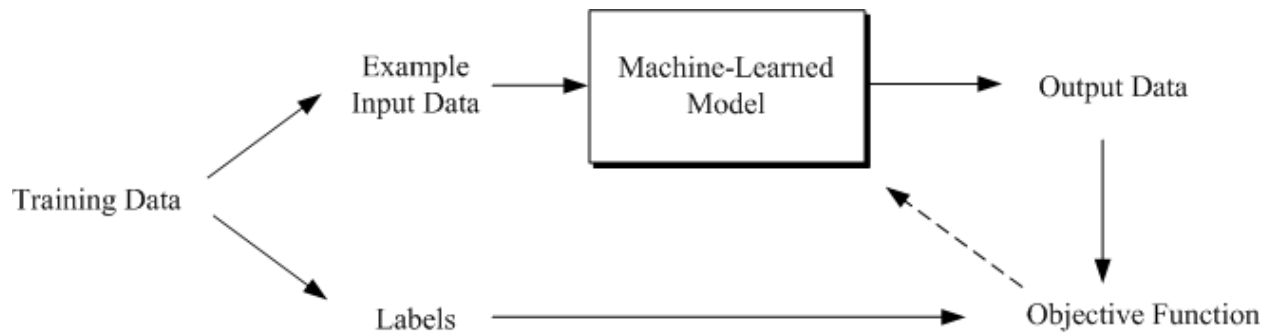 Example
Input Data
Machine-Learned
Model
Output Data
Training Data
Labels
Objective Function